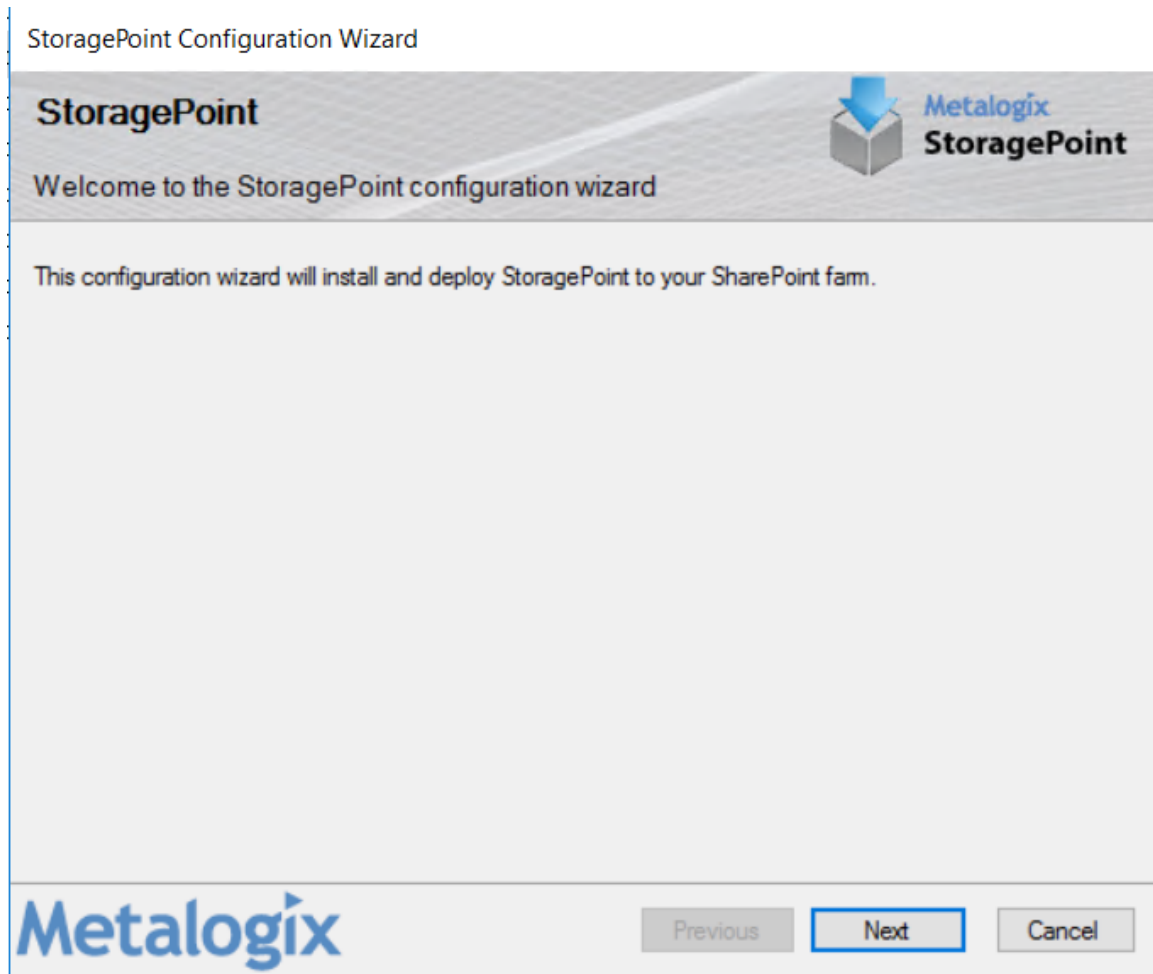 StoragePoint Configuration Wizard
StoragePoint
Metalogix
StoragePoint
Welcome to the StoragePoint configuration wizard
This configuration wizard will install and deploy StoragePoint to your SharePoint farm.
Metalogix
Previous
Next
Cancel